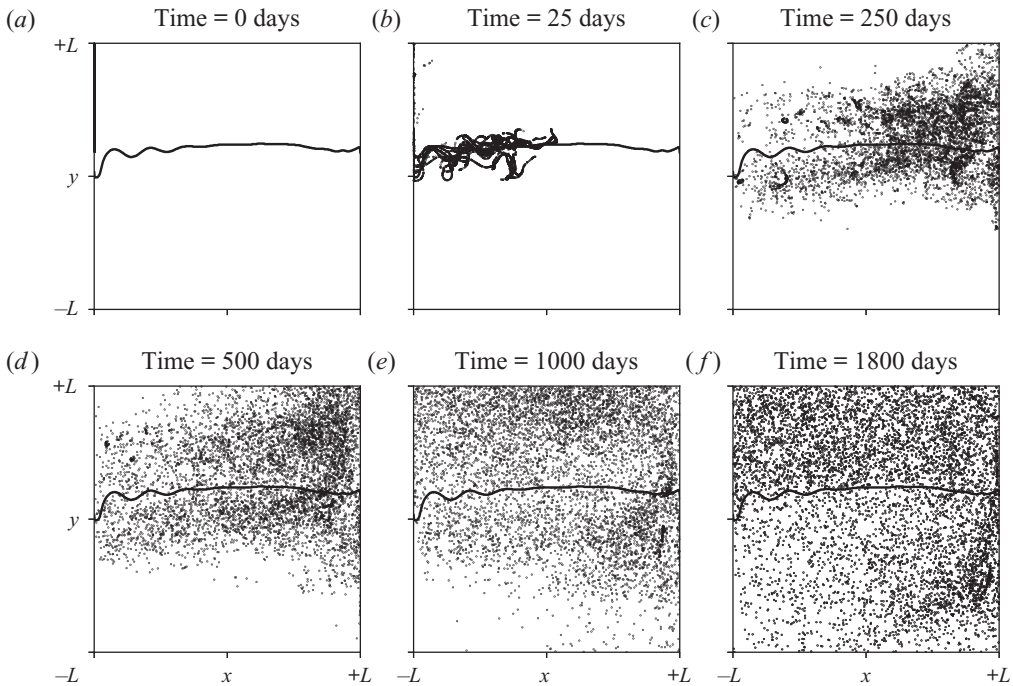 (a) Time = 0 days (b) Time = 25 days (c) Time = 250 days
+L
y
–L
(d) Time = 500 days (e) Time = 1000 days (f) Time = 1800 days
+L
y
–L x +L x –L x +L